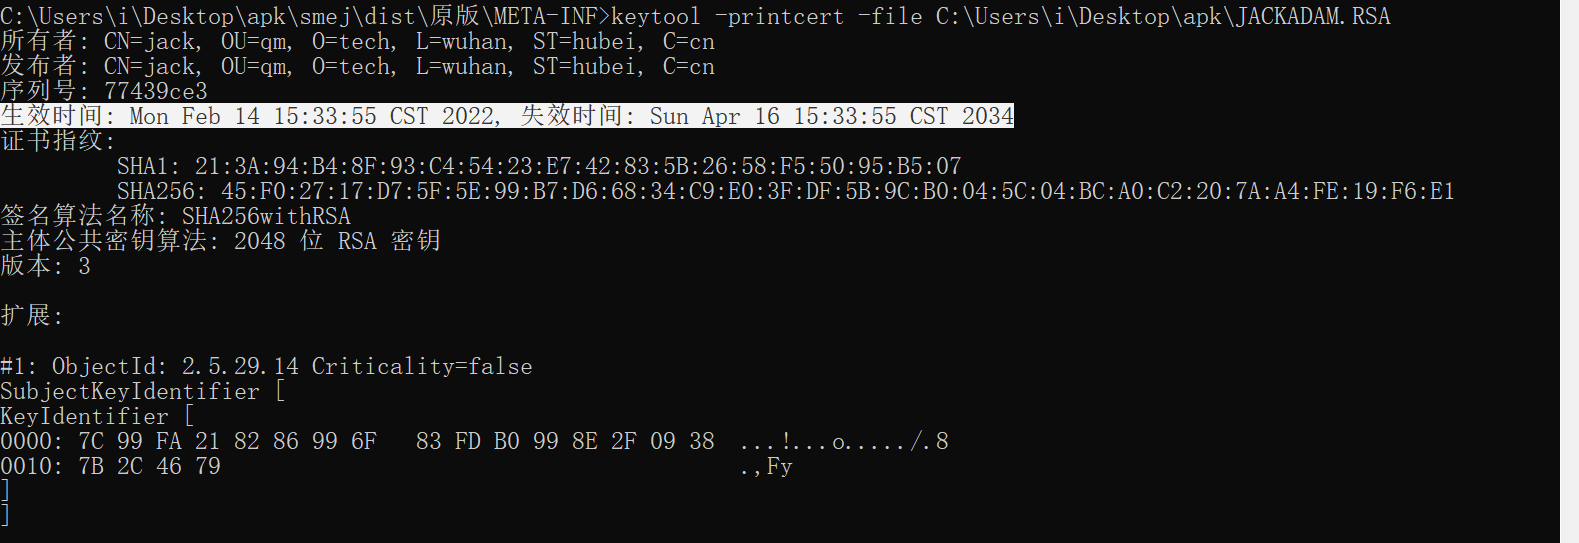 C:\Users\i\Desktop\apk\smej\dist\原版\META-INF>keytool -printcert -file C:\Users\i\Desktop\apk\JACKADAM.RSA
所有者: CN=jack, OU=qm, O=tech, L=wuhan, ST=hubei, C=cn
发布者: CN=jack, OU=qm, O=tech, L=wuhan, ST=hubei, C=cn
序列号: 77439ce3
生效时间: Mon Feb 14 15:33:55 CST 2022, 失效时间: Sun Apr 16 15:33:55 CST 2034
证书指纹:
SHA1: 21:3A:94:B4:8F:93:C4:54:23:E7:42:83:5B:26:58:F5:50:95:B5:07
SHA256: 45:F0:27:17:D7:5F:5E:99:B7:D6:68:34:C9:E0:3F:DF:5B:9C:B0:04:5C:04:BC:A0:C2:20:7A:A4:FE:19:F6:E1
签名算法名称: SHA256withRSA
主体公共密钥算法: 2048 位 RSA 密钥
版本: 3
扩展:
#1: ObjectId: 2.5.29.14 Criticality=false
SubjectKeyIdentifier [
KeyIdentifier [
0000: 7C 99 FA 21 82 86 99 6F   83 FD B0 99 8E 2F 09 38  ...!...o...../.8
0010: 7B 2C 46 79                                        .,Fy
]
]